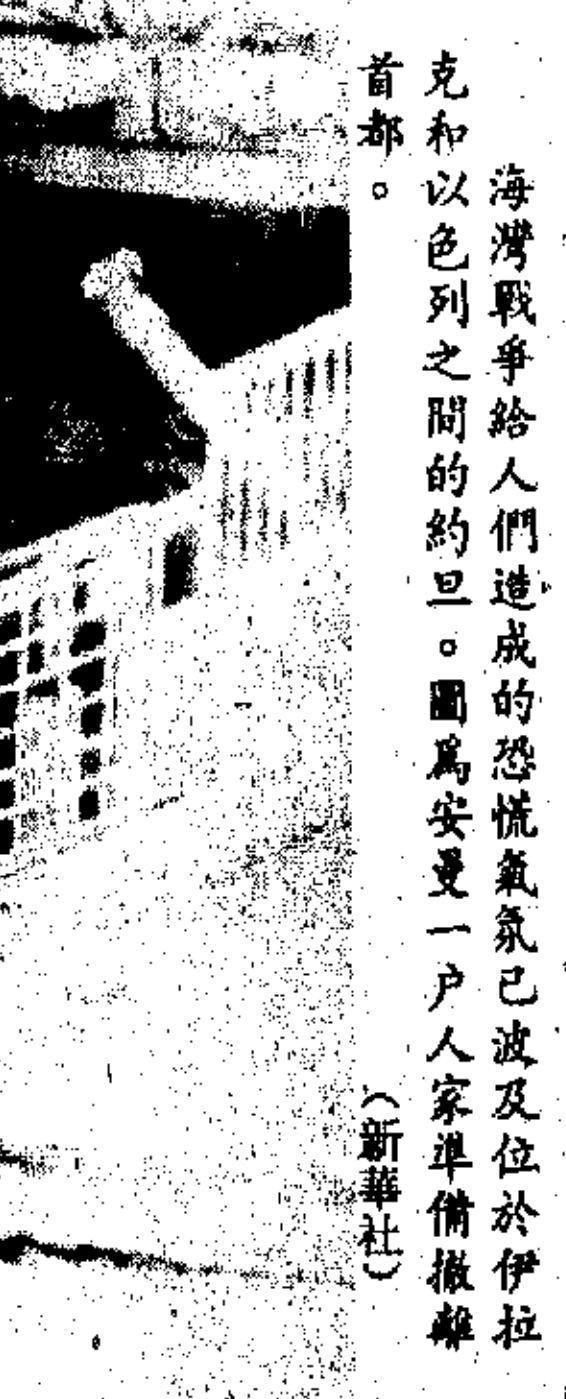 海灣戰爭給人們造成的恐慌氣氛已波及位於伊拉
克和以色列之間的約旦。圖爲安曼一户人家準備撤離
首都。（新華社）